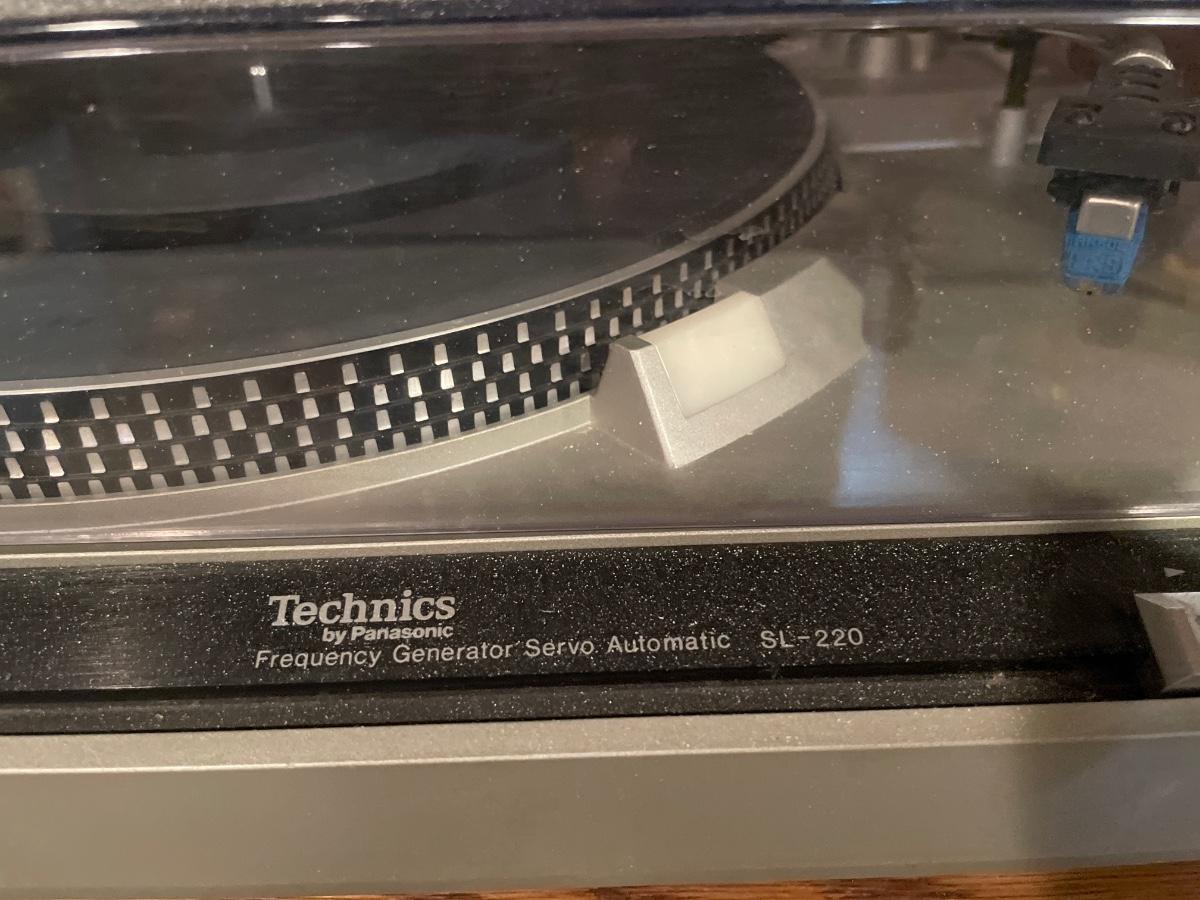 Technics
by Panasonic
Frequency Generator Servo Automatic SL-220